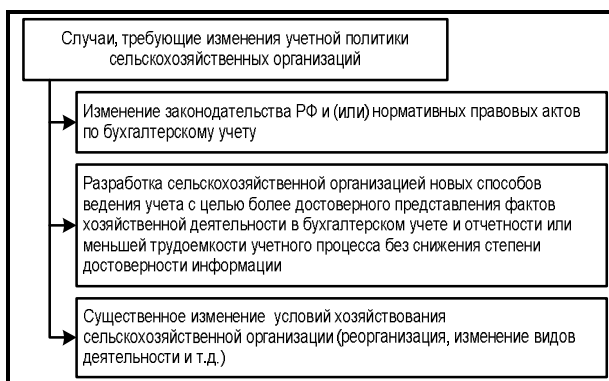 Случаи, требующие изменения учетной политики
сельскохозяйственных организаций
Изменение законодательства РФ и (или) нормативных правовых актов
по бухгалтерскому учету
Разработка сельскохозяйственной организацией новых способов
ведения учета с целью более достоверного представления фактов
хозяйственной деятельности в бухгалтерском учете и отчетности или
меньшей трудоемкости учетного процесса без снижения степени
достоверности информации
Существенное изменение условий хозяйствования
сельскохозяйственной организации (реорганизация, изменение видов
деятельности и т.д.)